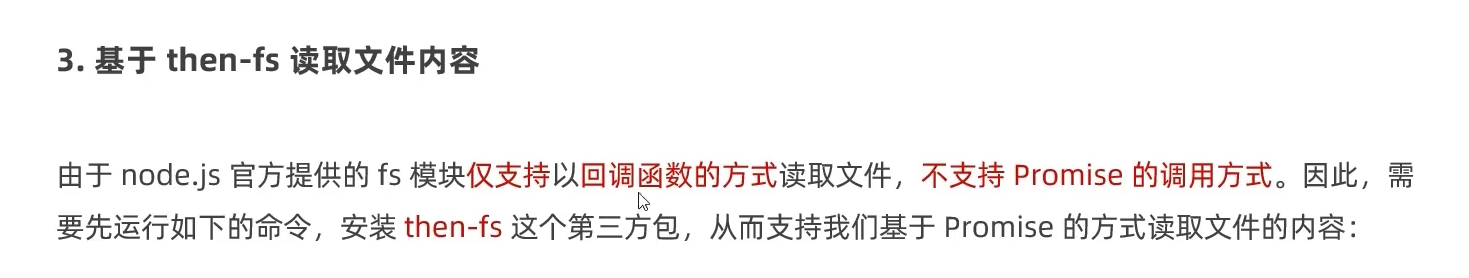 3. 基于 then-fs 读取文件内容
由于 node.js 官方提供的 fs 模块仅支持以回调函数的方式读取文件，不支持 Promise 的调用方式。因此，需
要先运行如下的命令，安装 then-fs 这个第三方包，从而支持我们基于 Promise 的方式读取文件的内容：